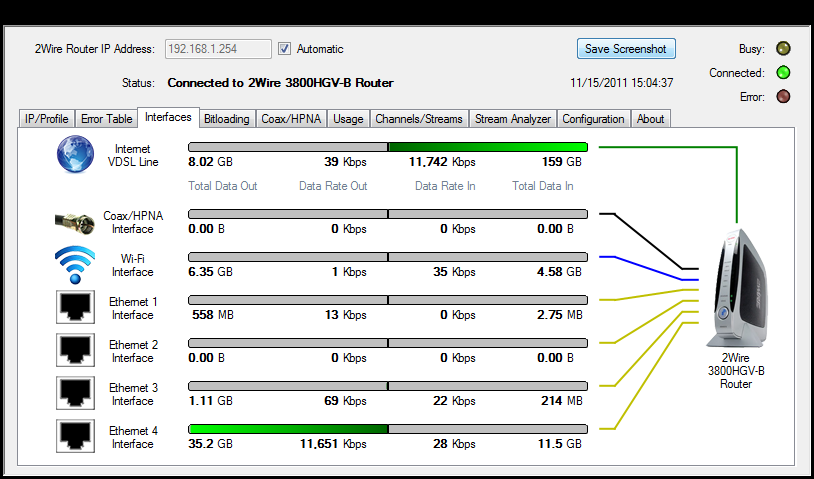 2Wire Router IP Address: 192.168.1.254 Automatic Save Screenshot Busy:
Connected:
Status: Connected to 2Wire 3800HGV-B Router 11/15/2011 15:04:37
Error:
IP/Profile Error Table Interfaces Bitloading Coax/HPNA Usage Channels/Streams Stream Analyzer Configuration About
Internet
VDSL Line 8.02 GB 39 Kbps 11,742 Kbps 159 GB
Total Data Out Data Rate Out Data Rate In Total Data In
Coax/HPNA
Interface 0.00 B 0 Kbps 0 Kbps 0.00 B
Wi-Fi
Interface 6.35 GB 1 Kbps 35 Kbps 4.58 GB
Ethernet 1
Interface 558 MB 13 Kbps 0 Kbps 2.75 MB
Ethernet 2
Interface 0.00 B 0 Kbps 0 Kbps 0.00 B
Ethernet 3
Interface 1.11 GB 69 Kbps 22 Kbps 214 MB
Ethernet 4
Interface 35.2 GB 11,651 Kbps 28 Kbps 11.5 GB
2Wire
3800HGV-B
Router